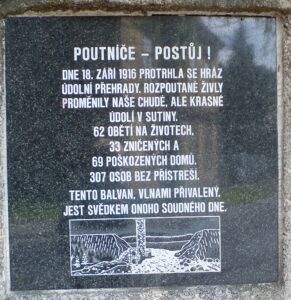 POUTNÍČE – POSTŮJ !
DNE 18. ZÁŘÍ 1916 PROTRHLA SE HRÁZ
ÚDOLNÍ PŘEHRADY. ROZPOUTANÉ ŽIVLY
PROMĚNILY NAŠE CHUDÉ, ALE KRÁSNÉ
ÚDOLÍ V SUTINY.
62 OBĚTÍ NA ŽIVOTECH,
33 ZNIČENÝCH A
69 POŠKOZENÝCH DOMŮ.
307 OSOB BEZ PŘÍSTŘEŠÍ.
TENTO BALVAN, VLNAMI PŘIVALENÝ,
JEST SVĚDKEM ONOHO SOUDNÉHO DNE.